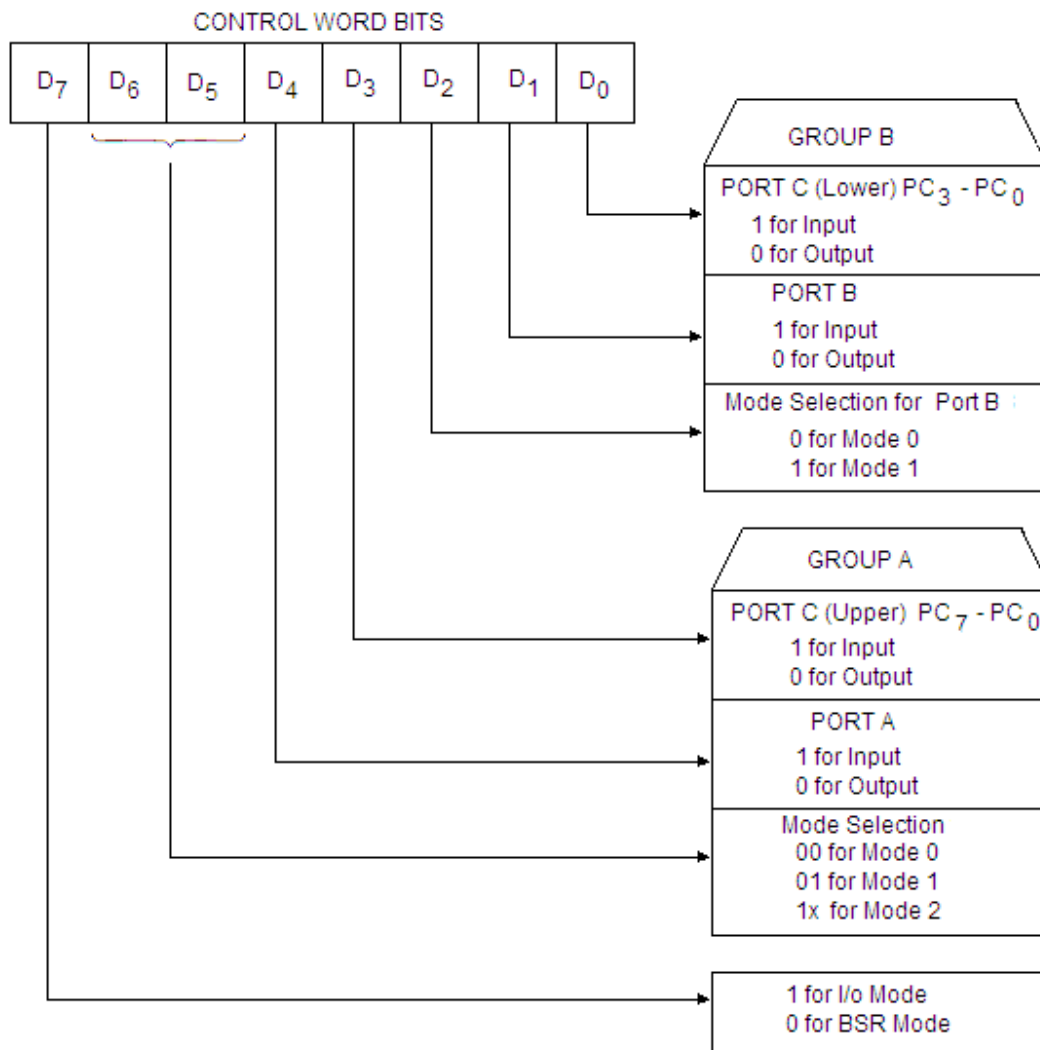 CONTROL WORD BITS
D7 D6 D5 D4 D3 D2 D1 D0
GROUP B
PORT C (Lower) PC3 - PC0
1 for Input
0 for Output
PORT B
1 for Input
0 for Output
Mode Selection for Port B
0 for Mode 0
1 for Mode 1
GROUP A
PORT C (Upper) PC7 - PC0
1 for Input
0 for Output
PORT A
1 for Input
0 for Output
Mode Selection
00 for Mode 0
01 for Mode 1
1x for Mode 2
1 for I/o Mode
0 for BSR Mode